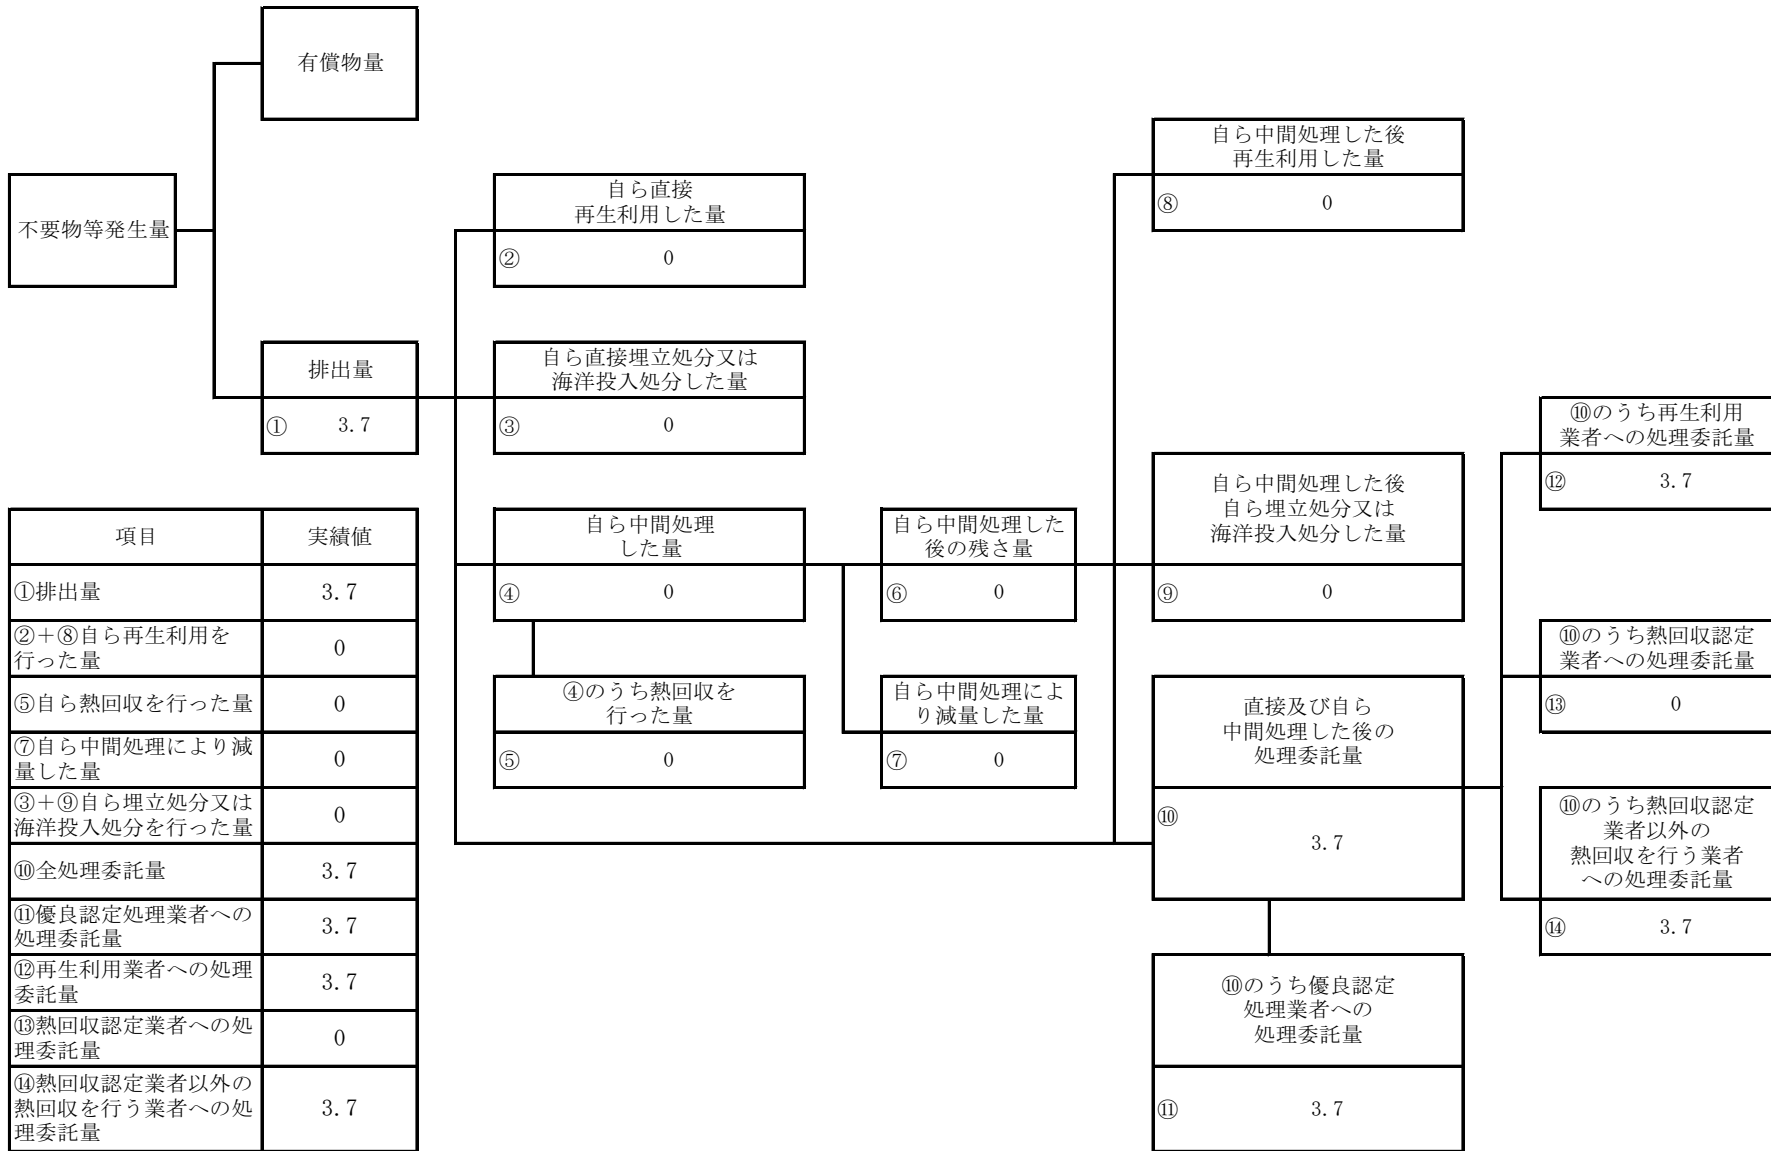 有償物量
不要物等発生量
排出量
① 3.7
自ら直接
再生利用した量
② 0
自ら直接埋立処分又は
海洋投入処分した量
③ 0
自ら中間処理
した量
④ 0
④のうち熱回収を
行った量
⑤ 0
自ら中間処理した
後の残さ量
⑥ 0
自ら中間処理によ
り減量した量
⑦ 0
自ら中間処理した後
再生利用した量
⑧ 0
自ら中間処理した後
自ら埋立処分又は
海洋投入処分した量
⑨ 0
直接及び自ら
中間処理した後の
処理委託量
⑩
3.7
⑩のうち優良認定
処理業者への
処理委託量
⑪ 3.7
⑩のうち再生利用
業者への処理委託量
⑫ 3.7
⑩のうち熱回収認定
業者への処理委託量
⑬ 0
⑩のうち熱回収認定
業者以外の
熱回収を行う業者
への処理委託量
⑭ 3.7
項目 実績値
①排出量 3.7
②+⑧自ら再生利用を
行った量 0
⑤自ら熱回収を行った量 0
⑦自ら中間処理により減
量した量 0
③+⑨自ら埋立処分又は
海洋投入処分を行った量 0
⑩全処理委託量 3.7
⑪優良認定処理業者への
処理委託量 3.7
⑫再生利用業者への処理
委託量 3.7
⑬熱回収認定業者への処
理委託量 0
⑭熱回収認定業者以外の
熱回収を行う業者への処
理委託量 3.7